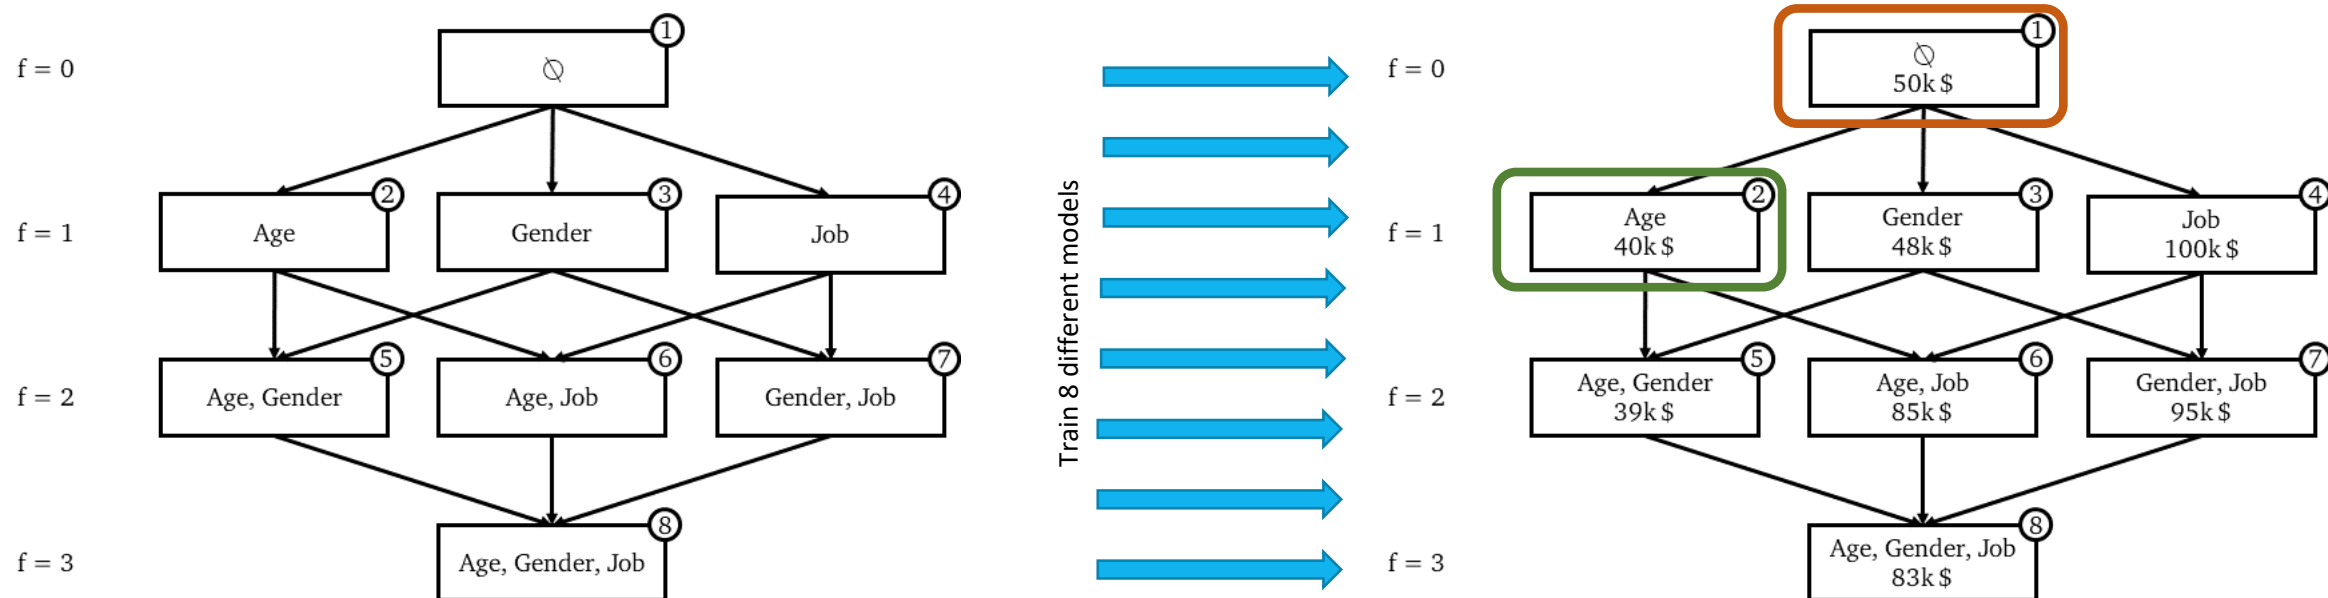 f = 0
∅
1
f = 1
Age
2
Gender
3
Job
4
f = 2
Age, Gender
5
Age, Job
6
Gender, Job
7
f = 3
Age, Gender, Job
8
Train 8 different models
f = 0
∅
50k $
1
f = 1
Age
40k $
2
Gender
48k $
3
Job
100k $
4
f = 2
Age, Gender
39k $
5
Age, Job
85k $
6
Gender, Job
95k $
7
f = 3
Age, Gender, Job
83k $
8